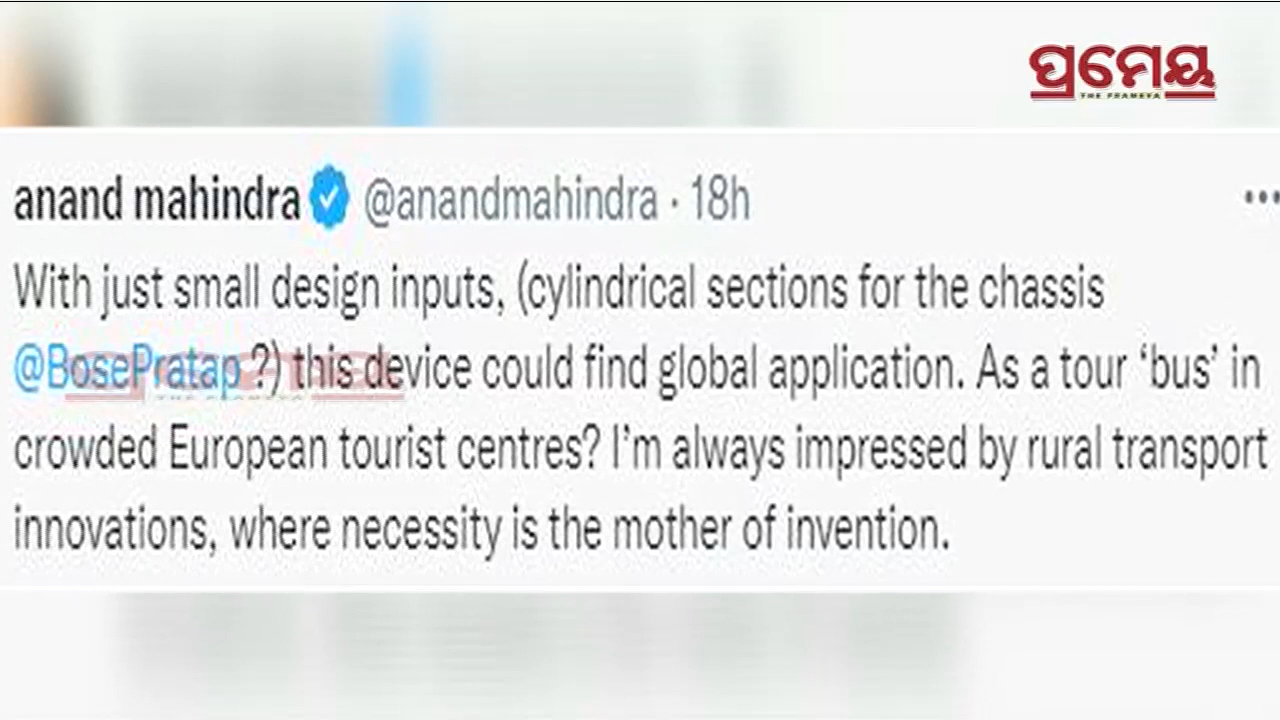 ପ୍ରମେୟ
THE PRAMEYA
anand mahindra @anandmahindra · 18h
With just small design inputs, (cylindrical sections for the chassis
@BosePratap ?) this device could find global application. As a tour ‘bus’ in
crowded European tourist centres? I’m always impressed by rural transport
innovations, where necessity is the mother of invention.